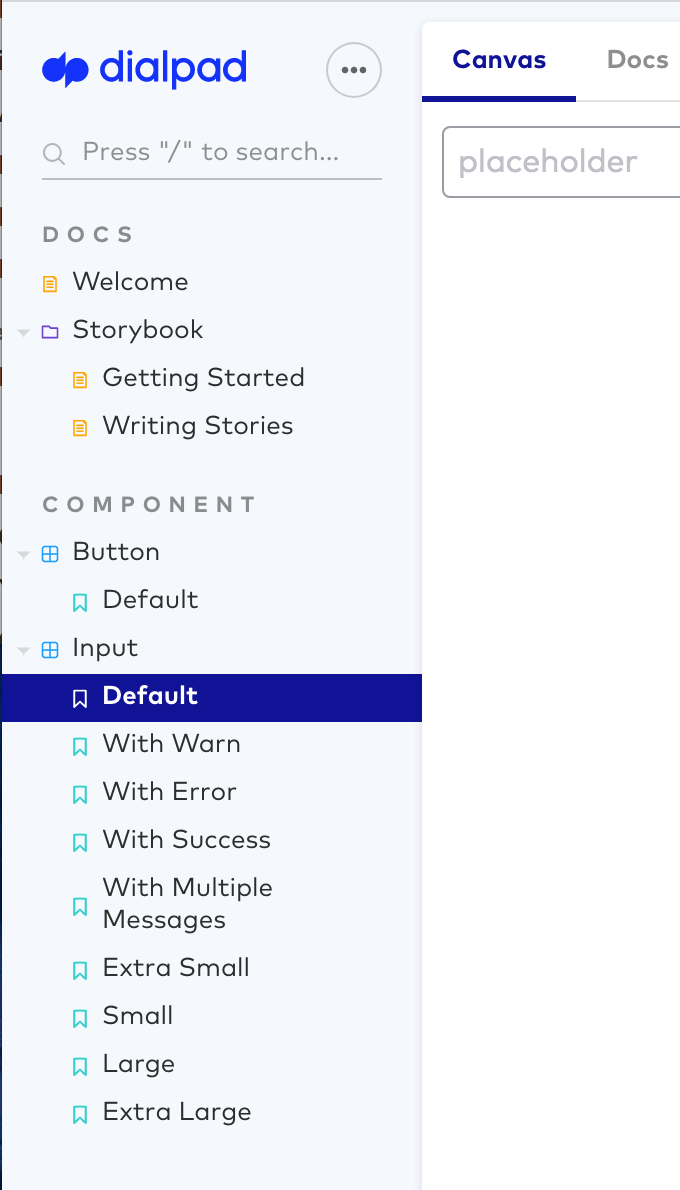 dialpad
Press "/" to search...
DOCS
Welcome
Storybook
Getting Started
Writing Stories
COMPONENT
Button
Default
Input
Default
With Warn
With Error
With Success
With Multiple
Messages
Extra Small
Small
Large
Extra Large
Canvas Docs
placeholder